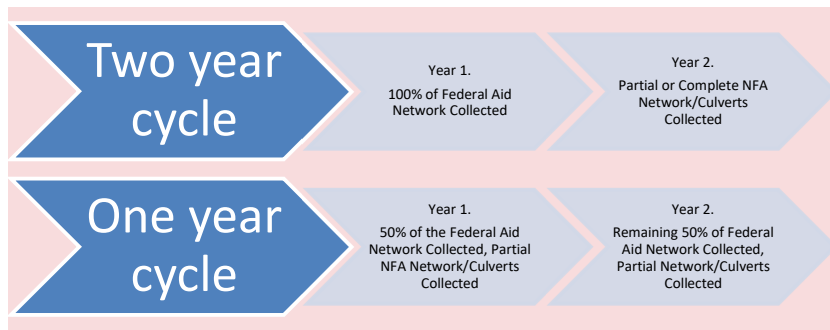 Two year
cycle
Year 1.
100% of Federal Aid
Network Collected
Year 2.
Partial or Complete NFA
Network/Culverts
Collected
One year
cycle
Year 1.
50% of the Federal Aid
Network Collected, Partial
NFA Network/Culverts
Collected
Year 2.
Remaining 50% of Federal
Aid Network Collected,
Partial Network/Culverts
Collected